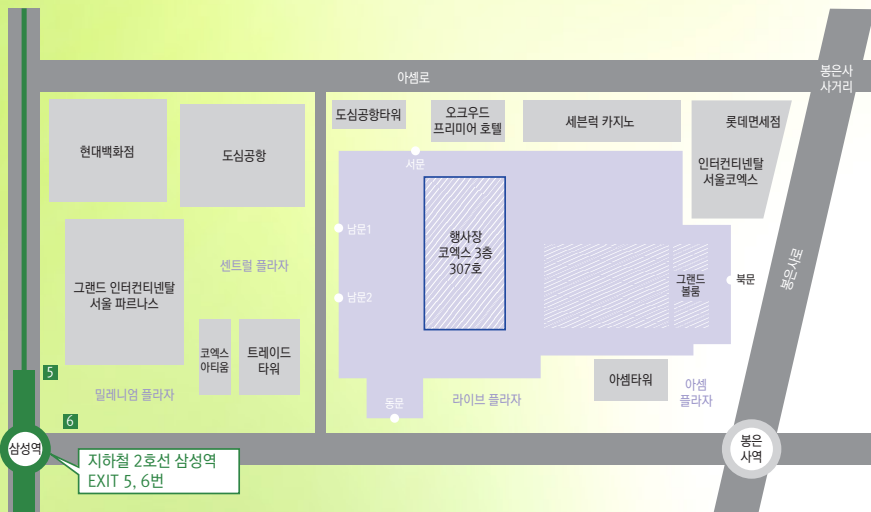 아셈로
봉은사
사거리
현대백화점
도심공항
도심공항타워
오크우드
프리미어 호텔
세븐럭 카지노
롯데면세점
인터컨티넨탈
서울코엑스
서문
남문1
남문2
행사장
코엑스 3층
307호
그랜드
볼룸
북문
봉은사로
센트럴 플라자
그랜드 인터컨티넨탈
서울 파르나스
코엑스
아티움
트레이드
타워
밀레니엄 플라자
동문
라이브 플라자
아셈타워
아셈
플라자
5
6
삼성역
지하철 2호선 삼성역
EXIT 5, 6번
봉은
사역